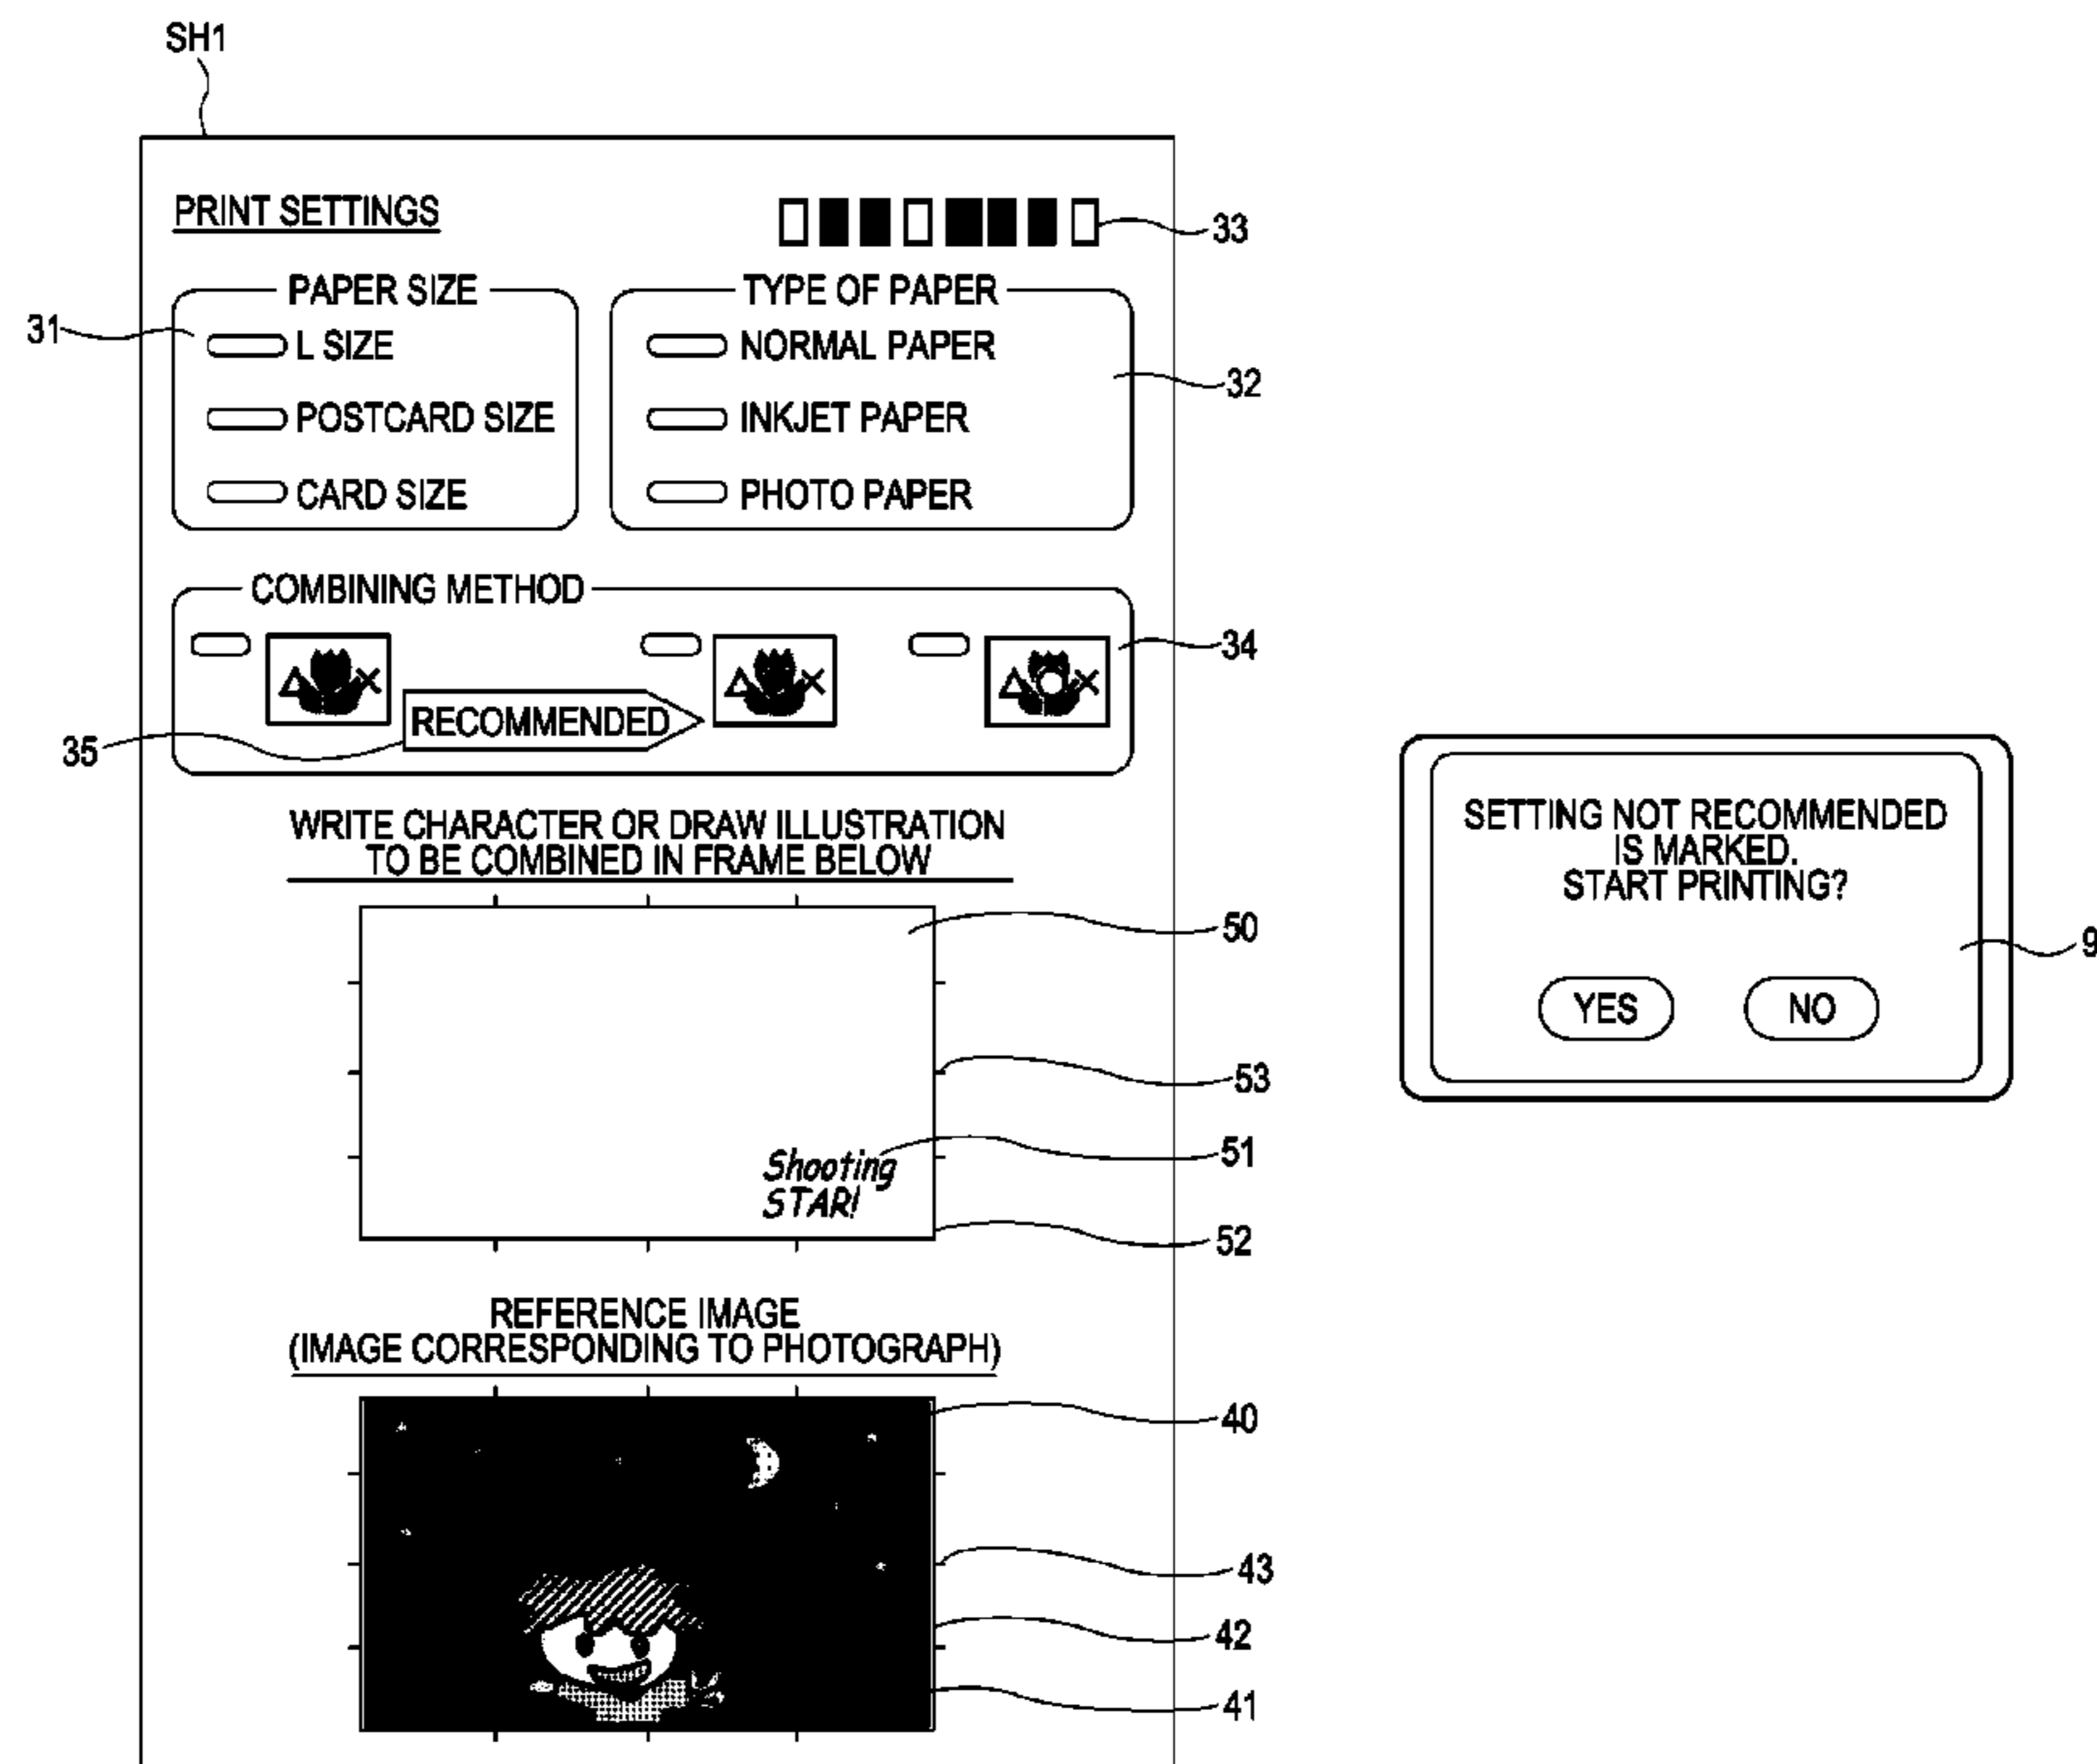 SH1
PRINT SETTINGS
33
PAPER SIZE
31
L SIZE
POSTCARD SIZE
CARD SIZE
TYPE OF PAPER
NORMAL PAPER
32
INKJET PAPER
PHOTO PAPER
COMBINING METHOD
34
RECOMMENDED
35
WRITE CHARACTER OR DRAW ILLUSTRATION
TO BE COMBINED IN FRAME BELOW
50
53
Shooting
STAR!
51
52
REFERENCE IMAGE
(IMAGE CORRESPONDING TO PHOTOGRAPH)
40
43
42
41
SETTING NOT RECOMMENDED
IS MARKED.
START PRINTING?
9
YES
NO